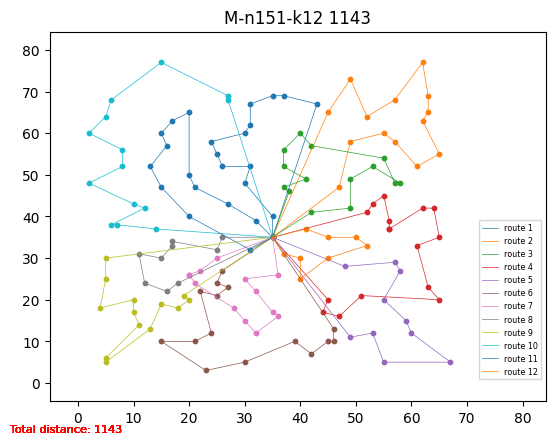 M-n151-k12 1143
80
70
60
50
40
30
20
10
0
0 10 20 30 40 50 60 70 80
route 1
route 2
route 3
route 4
route 5
route 6
route 7
route 8
route 9
route 10
route 11
route 12
Total distance: 1143